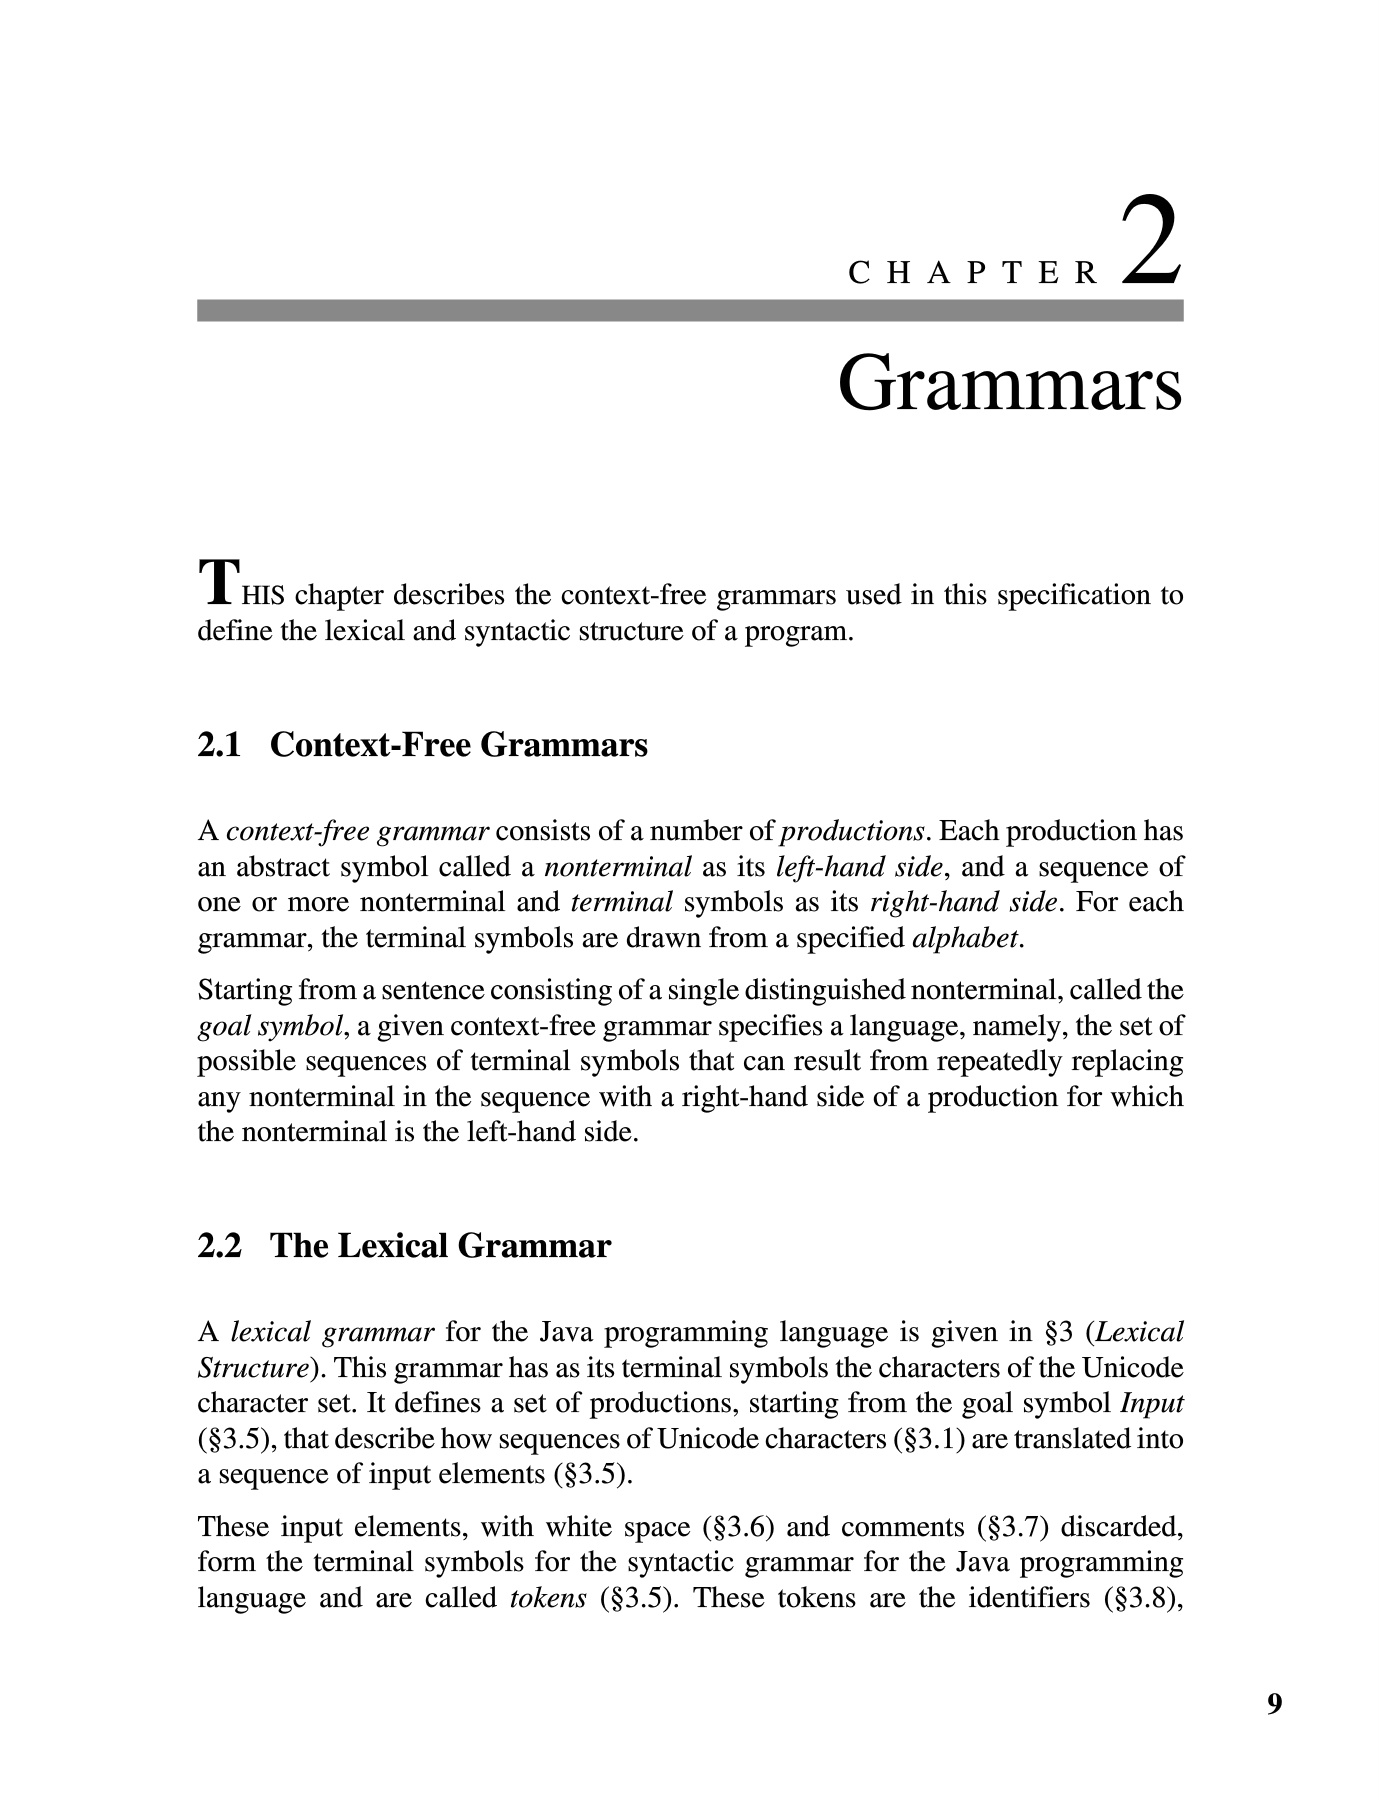 CHAPTER 2
Grammars
THIS chapter describes the context-free grammars used in this specification to
define the lexical and syntactic structure of a program.
2.1 Context-Free Grammars
A context-free grammar consists of a number of productions. Each production has
an abstract symbol called a nonterminal as its left-hand side, and a sequence of
one or more nonterminal and terminal symbols as its right-hand side. For each
grammar, the terminal symbols are drawn from a specified alphabet.
Starting from a sentence consisting of a single distinguished nonterminal, called the
goal symbol, a given context-free grammar specifies a language, namely, the set of
possible sequences of terminal symbols that can result from repeatedly replacing
any nonterminal in the sequence with a right-hand side of a production for which
the nonterminal is the left-hand side.
2.2 The Lexical Grammar
A lexical grammar for the Java programming language is given in §3 (Lexical
Structure). This grammar has as its terminal symbols the characters of the Unicode
character set. It defines a set of productions, starting from the goal symbol Input
(§3.5), that describe how sequences of Unicode characters (§3.1) are translated into
a sequence of input elements (§3.5).
These input elements, with white space (§3.6) and comments (§3.7) discarded,
form the terminal symbols for the syntactic grammar for the Java programming
language and are called tokens (§3.5). These tokens are the identifiers (§3.8),
9